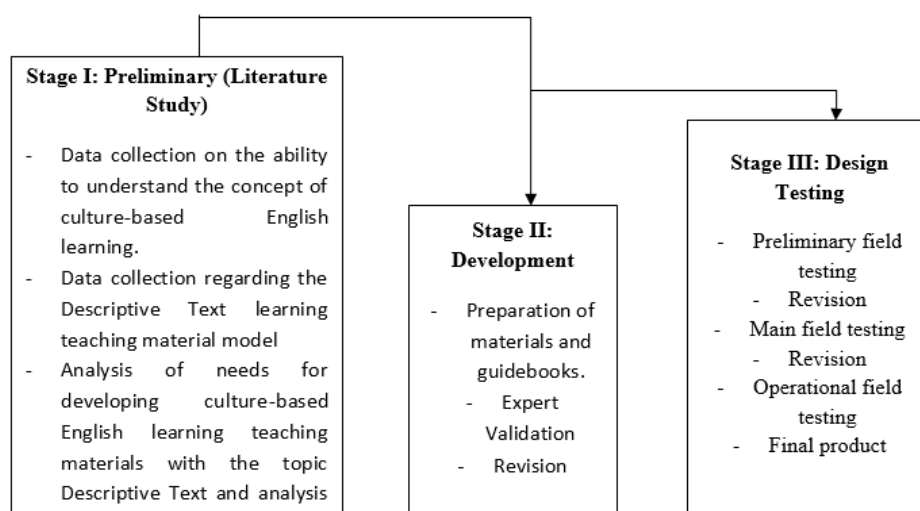 Stage I: Preliminary (Literature
Study)
- Data collection on the ability
to understand the concept of
culture-based English
learning.
- Data collection regarding the
Descriptive Text learning
teaching material model
- Analysis of needs for
developing culture-based
English learning teaching
materials with the topic
Descriptive Text and analysis
Stage II:
Development
- Preparation of
materials and
guidebooks.
- Expert
Validation
- Revision
Stage III: Design
Testing
- Preliminary field
testing
- Revision
- Main field testing
- Revision
- Operational field
testing
- Final product